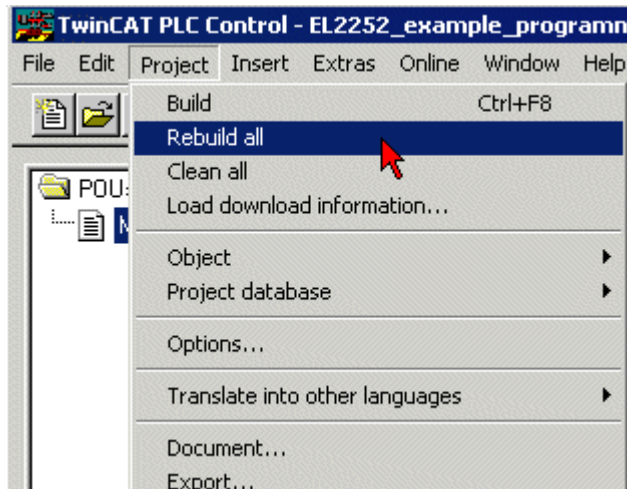 TwinCAT PLC Control - EL2252_example_programn
File Edit Project Insert Extras Online Window Help
Build Ctrl+F8
Rebuild all
Clean all
POU:
Load download information...
Object
Project database
Options...
Translate into other languages
Document...
Export...